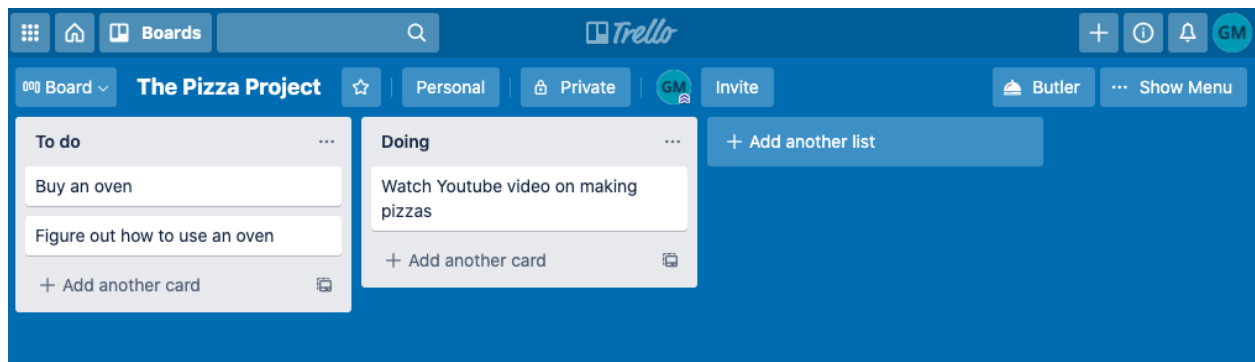 Boards
Trello
GM
Board
The Pizza Project
Personal
Private
GM
Invite
Butler
... Show Menu
To do ...
Buy an oven
Figure out how to use an oven
+ Add another card
Doing ...
Watch Youtube video on making
pizzas
+ Add another card
+ Add another list